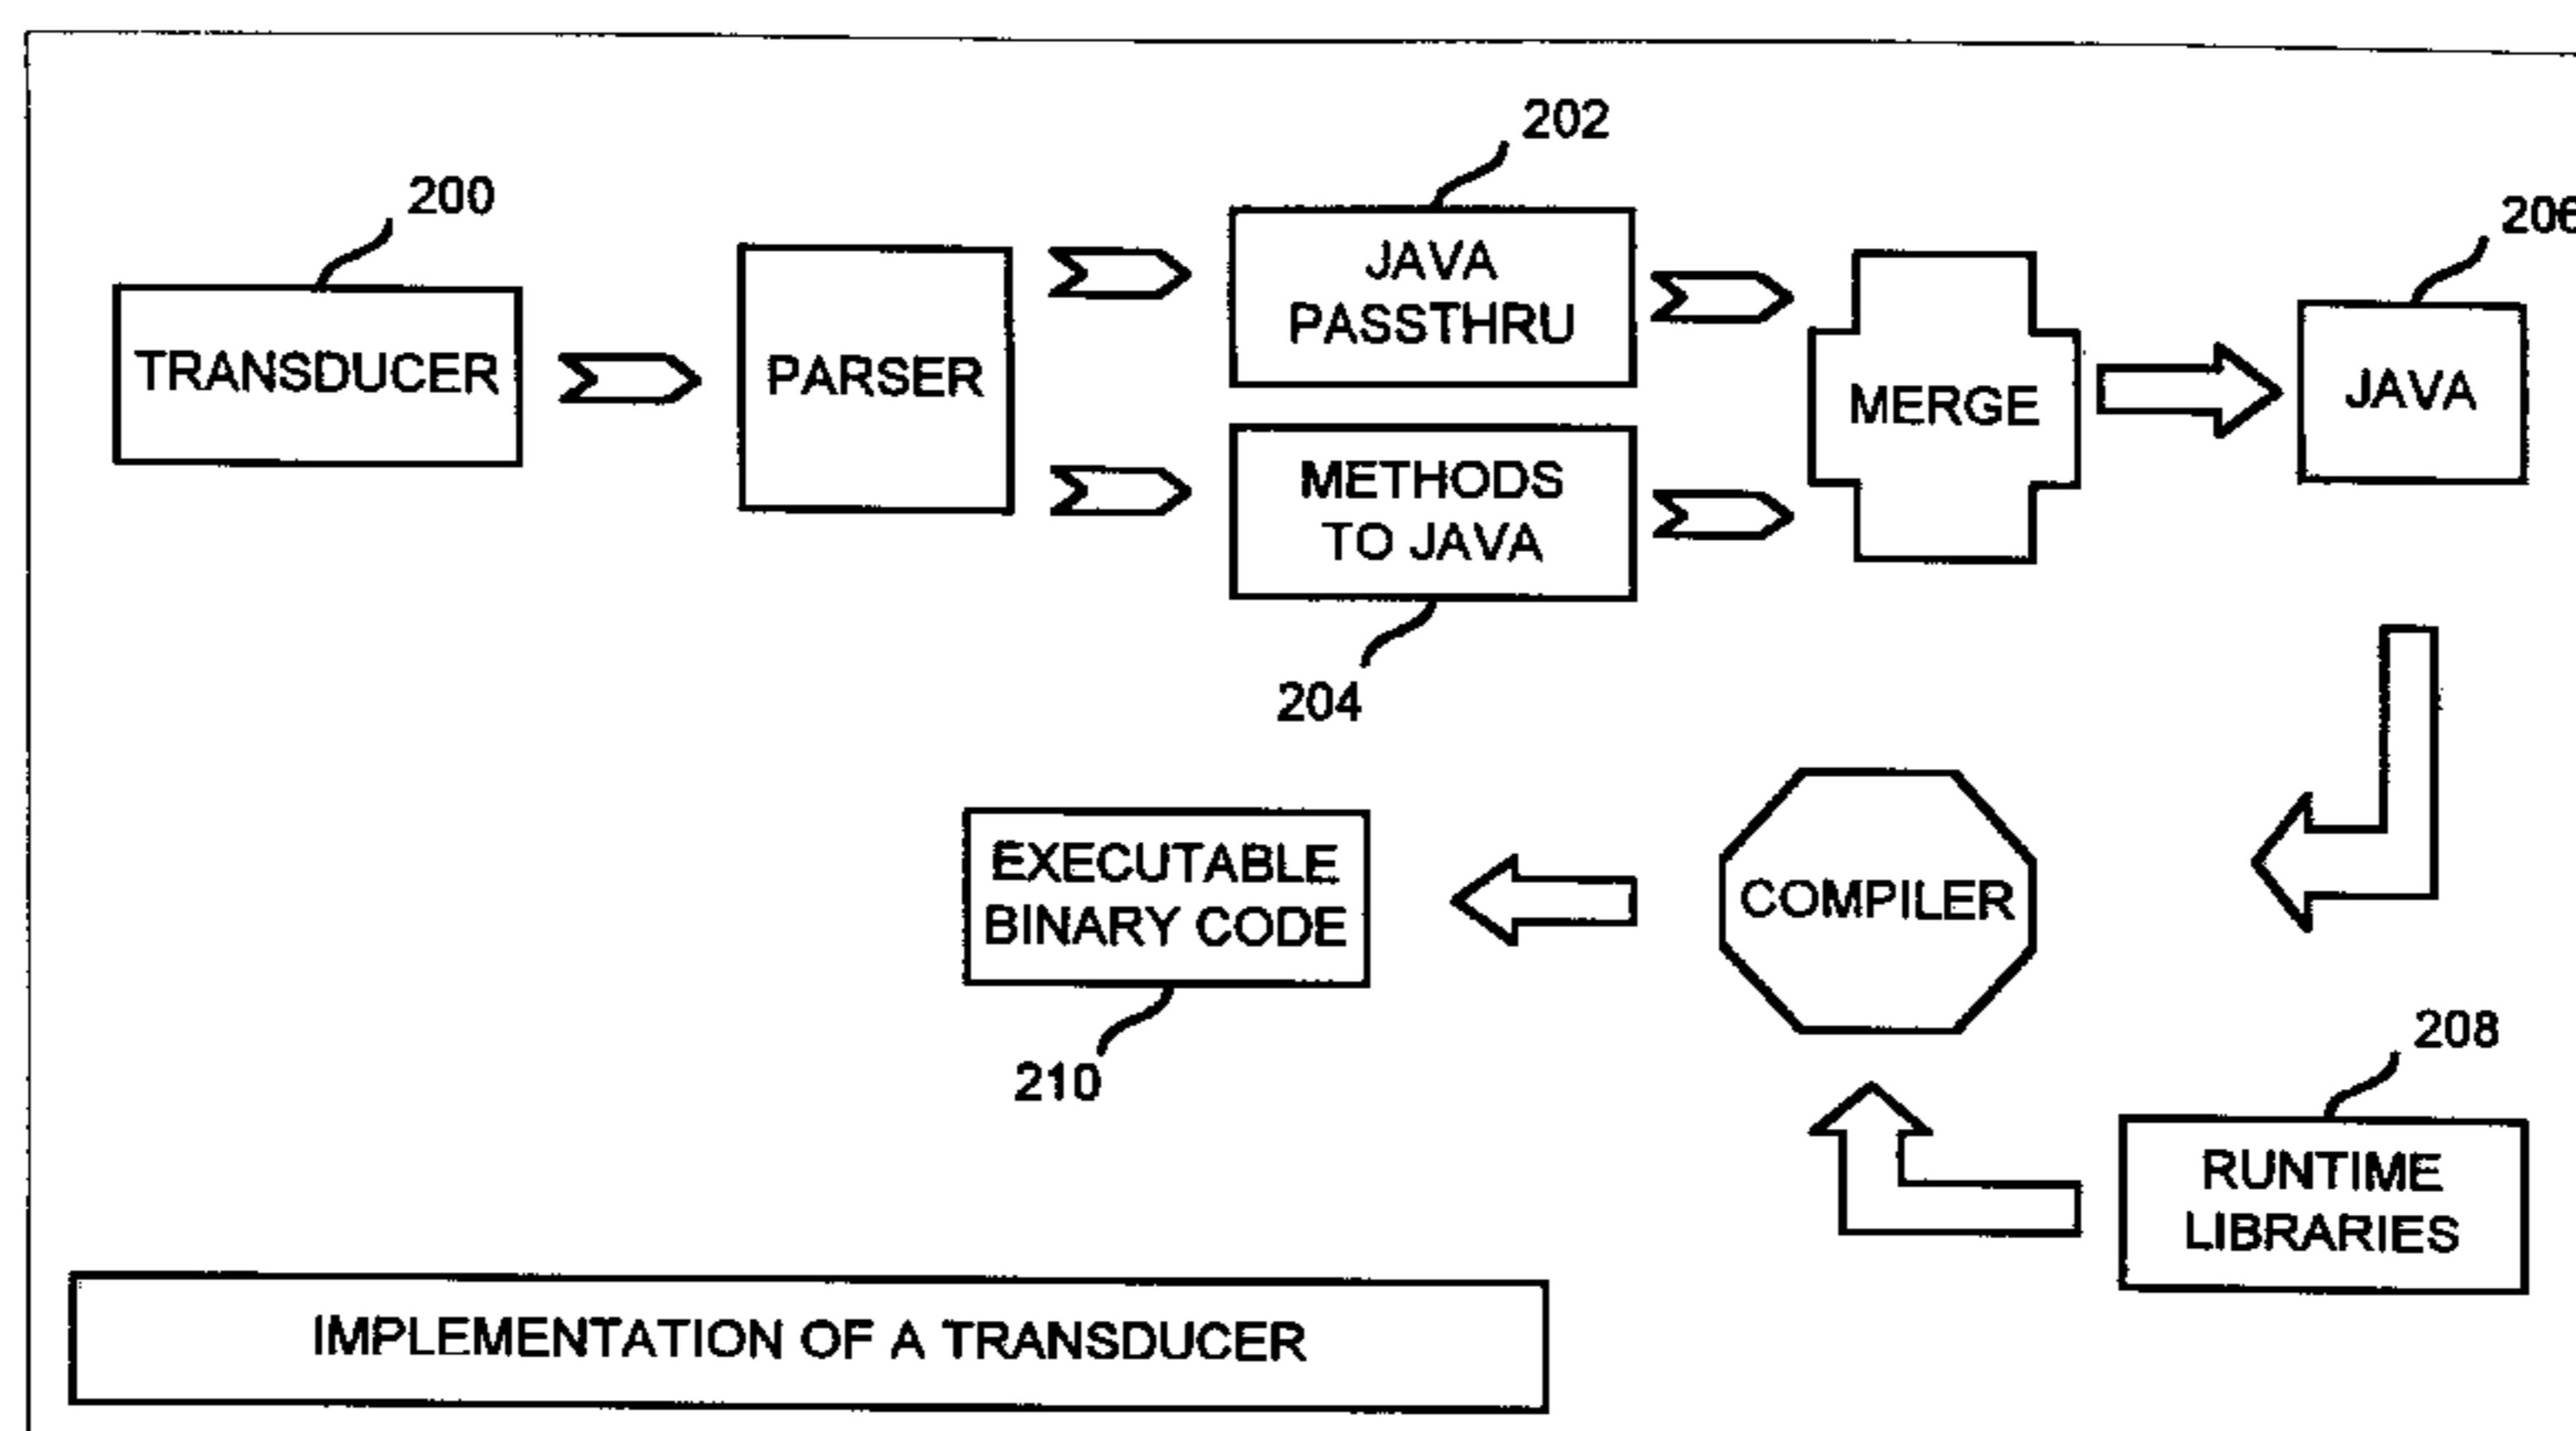 202
200
206
JAVA
PASSTHRU
TRANSDUCER
PARSER
MERGE
JAVA
METHODS
TO JAVA
204
EXECUTABLE
BINARY CODE
COMPILER
210
208
RUNTIME
LIBRARIES
IMPLEMENTATION OF A TRANSDUCER